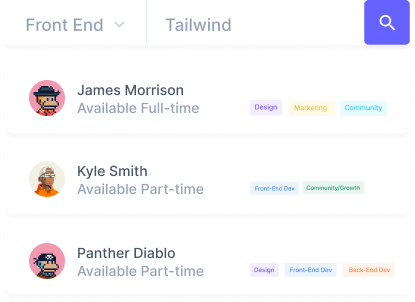 Front End Tailwind
James Morrison
Available Full-time
Design Marketing Community
Kyle Smith
Available Part-time
Front-End Dev Community/Growth
Panther Diablo
Available Part-time
Design Front-End Dev Back-End Dev